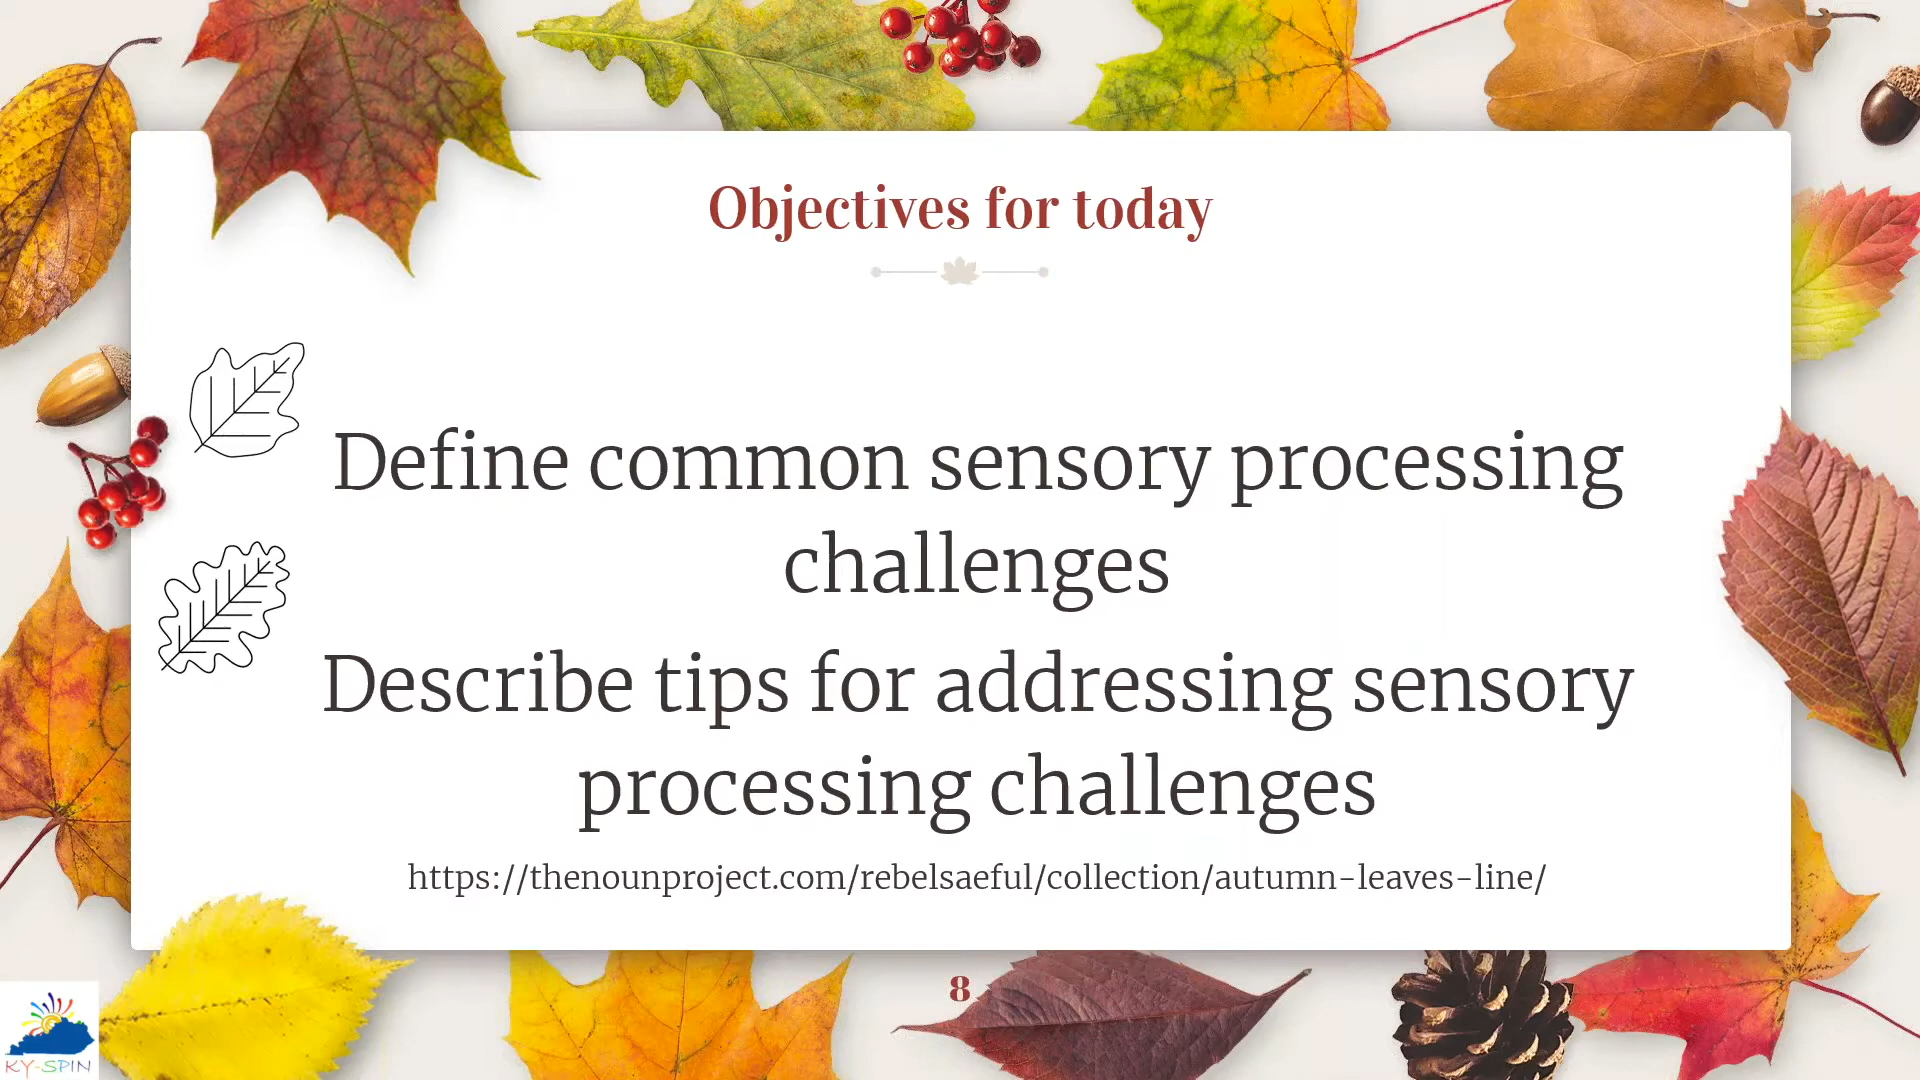 Objectives for today
Define common sensory processing
challenges
Describe tips for addressing sensory
processing challenges
https://thenounproject.com/rebelsaeful/collection/autumn-leaves-line/
8
KY-SPIN